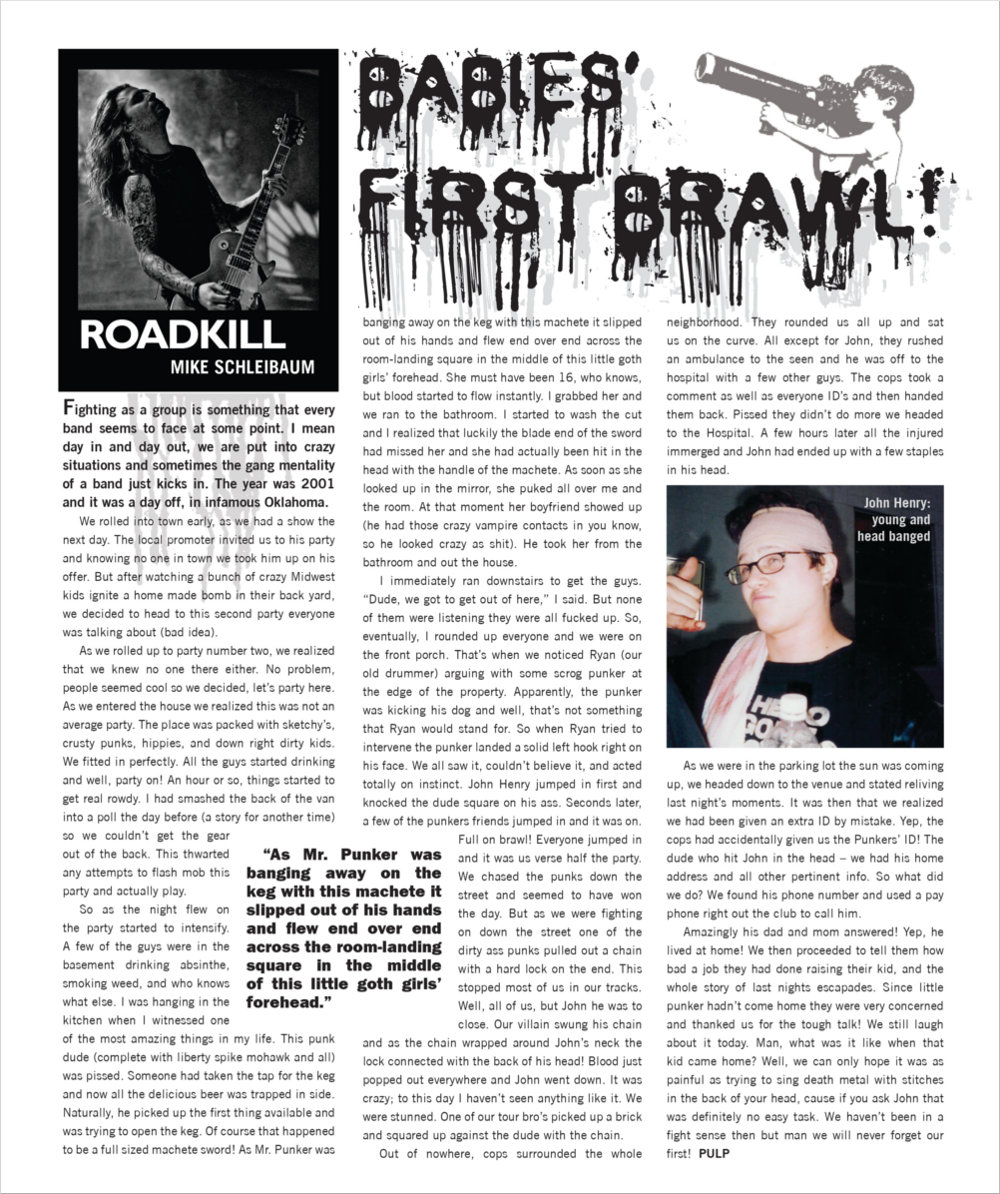 BABIES'
FIRST BRAWL!
ROADKILL
MIKE SCHLEIBAUM
Fighting as a group is something that every
band seems to face at some point. I mean
day in and day out, we are put into crazy
situations and sometimes the gang mentality
of a band just kicks in. The year was 2001
and it was a day off, in infamous Oklahoma.
We rolled into town early, as we had a show the
next day. The local promoter invited us to his party
and knowing no one in town we took him up on his
offer. But after watching a bunch of crazy Midwest
kids ignite a home made bomb in their back yard,
we decided to head to this second party everyone
was talking about (bad idea).
As we rolled up to party number two, we realized
that we knew no one there either. No problem,
people seemed cool so we decided, let's party here.
As we entered the house we realized this was not an
average party. The place was packed with sketchy's,
crusty punks, hippies, and down right dirty kids.
We fitted in perfectly. All the guys started drinking
and well, party on! An hour or so, things started to
get real rowdy. I had smashed the back of the van
into a poll the day before (a story for another time)
so we couldn't get the gear
out of the back. This thwarted
any attempts to flash mob this
party and actually play.
So as the night flew on
the party started to intensify.
A few of the guys were in the
basement drinking absinthe,
smoking weed, and who knows
what else. I was hanging in the
kitchen when I witnessed one
of the most amazing things in my life. This punk
dude (complete with liberty spike mohawk and all)
was pissed. Someone had taken the tap for the keg
and now all the delicious beer was trapped in side.
Naturally, he picked up the first thing available and
was trying to open the keg. Of course that happened
to be a full sized machete sword! As Mr. Punker was
"As Mr. Punker was
banging away on the
keg with this machete it
slipped out of his hands
and flew end over end
across the room-landing
square in the middle
of this little goth girls'
forehead."
banging away on the keg with this machete it slipped
out of his hands and flew end over end across the
room-landing square in the middle of this little goth
girls' forehead. She must have been 16, who knows,
but blood started to flow instantly. I grabbed her and
we ran to the bathroom. I started to wash the cut
and I realized that luckily the blade end of the sword
had missed her and she had actually been hit in the
head with the handle of the machete. As soon as she
looked up in the mirror, she puked all over me and
the room. At that moment her boyfriend showed up
(he had those crazy vampire contacts in you know,
so he looked crazy as shit). He took her from the
bathroom and out the house.
I immediately ran downstairs to get the guys.
"Dude, we got to get out of here," I said. But none
of them were listening they were all fucked up. So,
eventually, I rounded up everyone and we were on
the front porch. That's when we noticed Ryan (our
old drummer) arguing with some scrog punker at
the edge of the property. Apparently, the punker
was kicking his dog and well, that's not something
that Ryan would stand for. So when Ryan tried to
intervene the punker landed a solid left hook right on
his face. We all saw it, couldn't believe it, and acted
totally on instinct. John Henry jumped in first and
knocked the dude square on his ass. Seconds later,
a few of the punkers friends jumped in and it was on.
Full on brawl! Everyone jumped in
and it was us verse half the party.
We chased the punks down the
street and seemed to have won
the day. But as we were fighting
on down the street one of the
dirty ass punks pulled out a chain
with a hard lock on the end. This
stopped most of us in our tracks.
Well, all of us, but John he was to
close. Our villain swung his chain
and as the chain wrapped around John's neck the
lock connected with the back of his head! Blood just
popped out everywhere and John went down. It was
crazy; to this day I haven't seen anything like it. We
were stunned. One of our tour bro's picked up a brick
and squared up against the dude with the chain.
Out of nowhere, cops surrounded the whole
neighborhood. They rounded us all up and sat
us on the curve. All except for John, they rushed
an ambulance to the seen and he was off to the
hospital with a few other guys. The cops took a
comment as well as everyone ID's and then handed
them back. Pissed they didn't do more we headed
to the Hospital. A few hours later all the injured
immerged and John had ended up with a few staples
in his head.
John Henry:
young and
head banged
As we were in the parking lot the sun was coming
up, we headed down to the venue and stated reliving
last night's moments. It was then that we realized
we had been given an extra ID by mistake. Yep, the
cops had accidentally given us the Punkers' ID! The
dude who hit John in the head – we had his home
address and all other pertinent info. So what did
we do? We found his phone number and used a pay
phone right out the club to call him.
Amazingly his dad and mom answered! Yep, he
lived at home! We then proceeded to tell them how
bad a job they had done raising their kid, and the
whole story of last nights escapades. Since little
punker hadn't come home they were very concerned
and thanked us for the tough talk! We still laugh
about it today. Man, what was it like when that
kid came home? Well, we can only hope it was as
painful as trying to sing death metal with stitches
in the back of your head, cause if you ask John that
was definitely no easy task. We haven't been in a
fight sense then but man we will never forget our
first! PULP